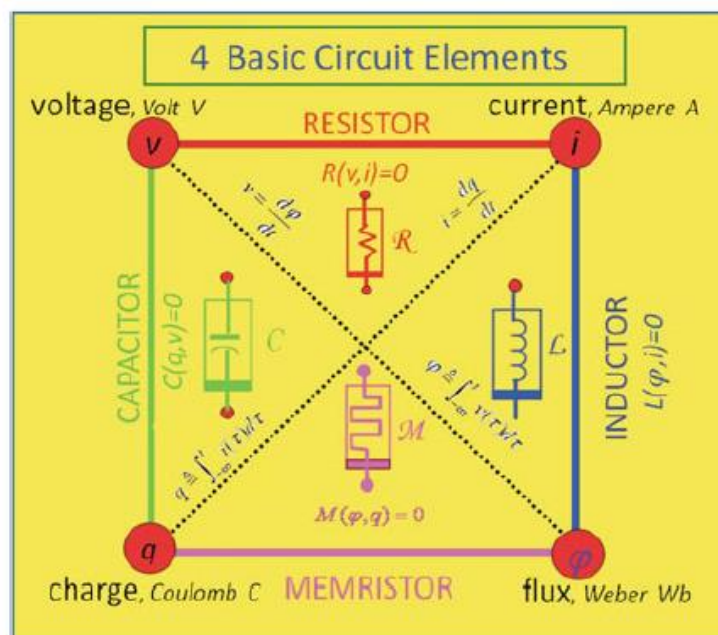 4 Basic Circuit Elements
voltage, Volt V
current, Ampere A
RESISTOR
v
i
R(v,i)=0
v = dφ/dt
i = dq/dt
R
CAPACITOR
C(q,v)=0
C
L
INDUCTOR
L(φ,i)=0
M
q ≜ ∫_{-∞}^{t} i(τ)dτ
φ ≜ ∫_{-∞}^{t} v(τ)dτ
M(φ,q) = 0
q
φ
charge, Coulomb C
MEMRISTOR
flux, Weber Wb